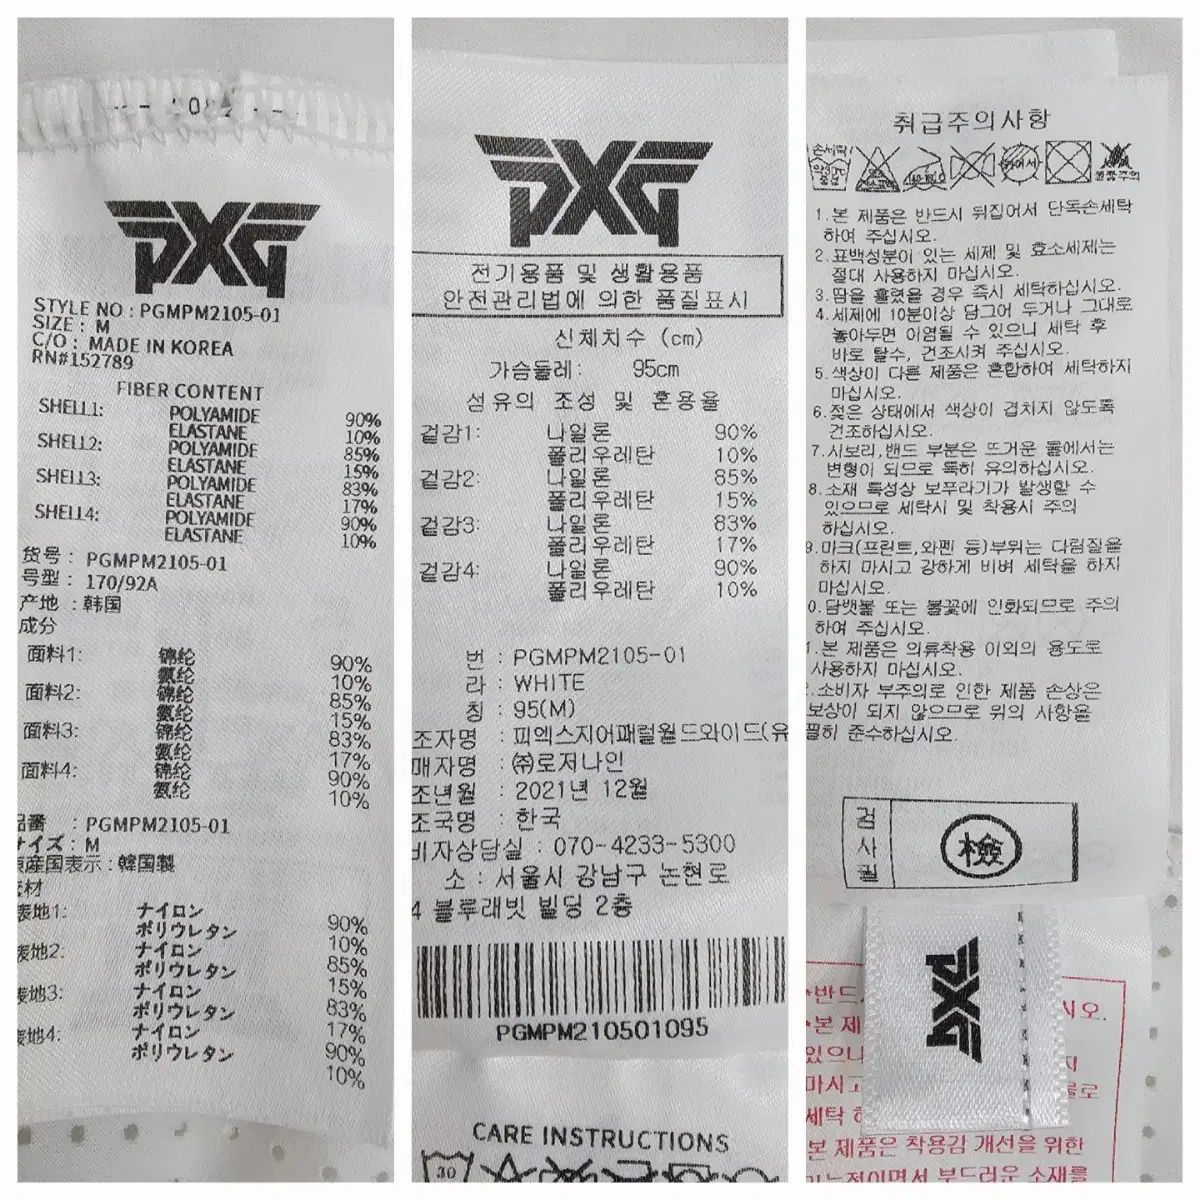 PXG
STYLE NO : PGMPM2105-01
SIZE : M
C/O : MADE IN KOREA
RN#152789
FIBER CONTENT
SHELL1: POLYAMIDE 90%
ELASTANE 10%
SHELL2: POLYAMIDE 85%
ELASTANE 15%
SHELL3: POLYAMIDE 83%
ELASTANE 17%
SHELL4: POLYAMIDE 90%
ELASTANE 10%
货号 : PGMPM2105-01
号型 : 170/92A
产地 : 韩国
成分
面料1: 锦纶 90%
氨纶 10%
面料2: 锦纶 85%
氨纶 15%
面料3: 锦纶 83%
氨纶 17%
面料4: 锦纶 90%
氨纶 10%
品番 : PGMPM2105-01
サイズ : M
原産国表示 : 韓国製
素材
表地1: ナイロン 90%
ポリウレタン 10%
表地2: ナイロン 85%
ポリウレタン 15%
表地3: ナイロン 83%
ポリウレタン 17%
表地4: ナイロン 90%
ポリウレタン 10%
PXG
전기용품 및 생활용품
안전관리법에 의한 품질표시
신체치수 (cm)
가슴둘레: 95cm
섬유의 조성 및 혼용율
겉감1: 나일론 90%
폴리우레탄 10%
겉감2: 나일론 85%
폴리우레탄 15%
겉감3: 나일론 83%
폴리우레탄 17%
겉감4: 나일론 90%
폴리우레탄 10%
번 : PGMPM2105-01
라 : WHITE
칭 : 95(M)
조자명 : 피엑스지어패럴월드와이드(유
매자명 : ㈜로저나인
조년월 : 2021년 12월
조국명 : 한국
비자상담실 : 070-4233-5300
소 : 서울시 강남구 논현로
4 블루래빗 빌딩 2층
PGMPM210501095
CARE INSTRUCTIONS
30
취급주의사항
손세탁
1.본 제품은 반드시 뒤집어서 단독손세탁
하여 주십시오.
2.표백성분이 있는 세제 및 효소세제는
절대 사용하지 마십시오.
3.땀을 흘렸을 경우 즉시 세탁하십시오.
4.세제에 10분이상 담그어 두거나 그대로
놓아두면 이염될 수 있으니 세탁 후
바로 탈수, 건조시켜 주십시오.
5.색상이 다른 제품은 혼합하여 세탁하지
마십시오.
6.젖은 상태에서 색상이 겹치지 않도록
건조하십시오.
7.시보리,밴드 부분은 뜨거운 물에서는
변형이 되므로 특히 유의하십시오.
8.소재 특성상 보푸라기가 발생할 수
있으므로 세탁시 및 착용시 주의
하십시오.
9.마크(프린트,와펜 등)부위는 다림질을
하지 마시고 강하게 비벼 세탁을 하지
마십시오.
0.담뱃불 또는 불꽃에 인화되므로 주의
하여 주십시오.
1.본 제품은 의류착용 이외의 용도로
사용하지 마십시오.
2.소비자 부주의로 인한 제품 손상은
보상이 되지 않으므로 위의 사항을
필히 준수하십시오.
검사필 檢
PXG
반드시
시오.
본 제
있으니
마시고
물로
세탁 하
본 제품은 착용감 개선을 위한